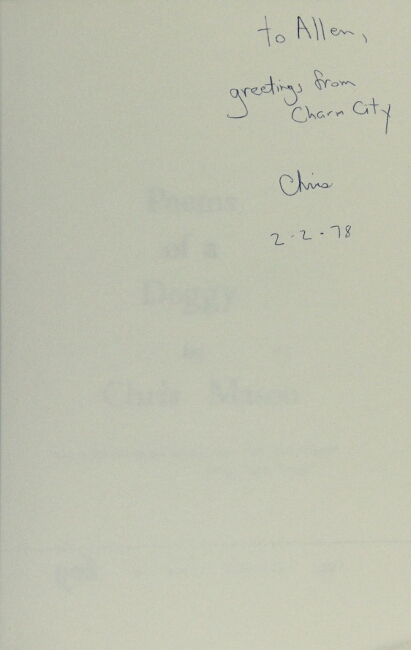 to Allen,
greetings from
Charm City
Chris
2-2-78
Poems
of a
Doggy
by
Chris Mason